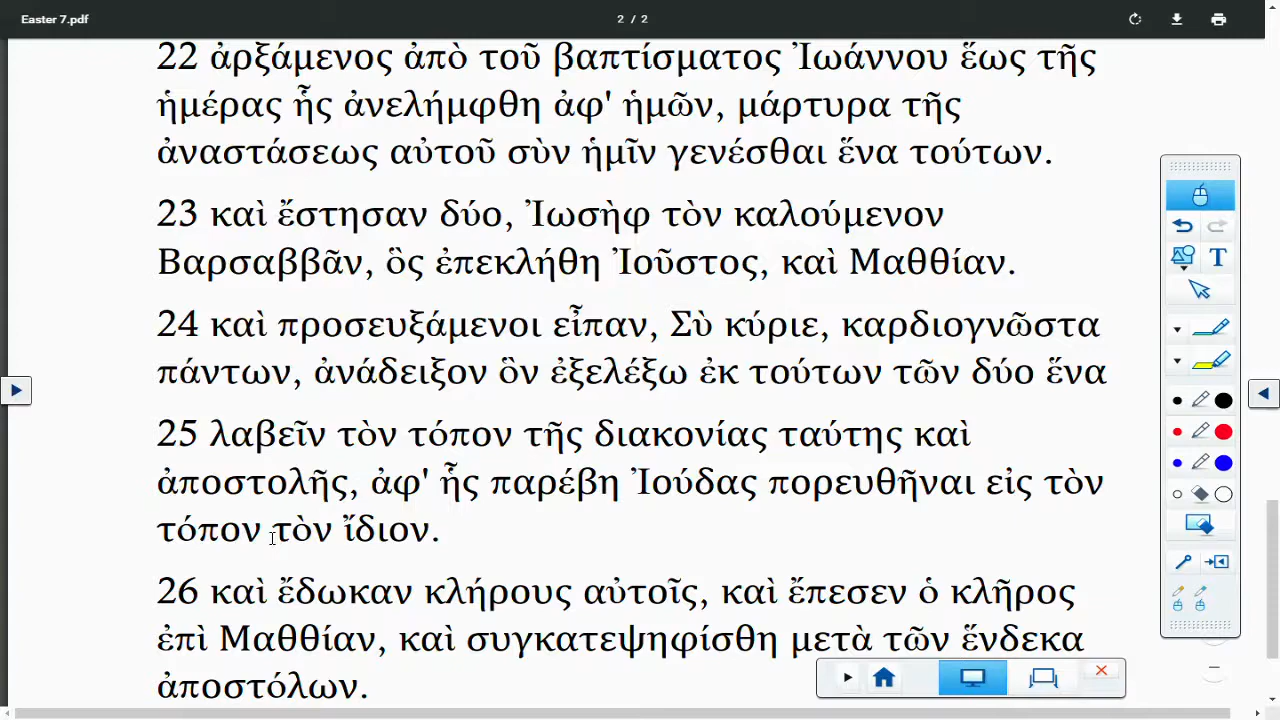 Easter 7.pdf
2 / 2
22 ἀρξάμενος ἀπὸ τοῦ βαπτίσματος Ἰωάννου ἕως τῆς
ἡμέρας ἧς ἀνελήμφθη ἀφ' ἡμῶν, μάρτυρα τῆς
ἀναστάσεως αὐτοῦ σὺν ἡμῖν γενέσθαι ἕνα τούτων.
23 καὶ ἔστησαν δύο, Ἰωσὴφ τὸν καλούμενον
Βαρσαββᾶν, ὃς ἐπεκλήθη Ἰοῦστος, καὶ Μαθθίαν.
24 καὶ προσευξάμενοι εἶπαν, Σὺ κύριε, καρδιογνῶστα
πάντων, ἀνάδειξον ὃν ἐξελέξω ἐκ τούτων τῶν δύο ἕνα
25 λαβεῖν τὸν τόπον τῆς διακονίας ταύτης καὶ
ἀποστολῆς, ἀφ' ἧς παρέβη Ἰούδας πορευθῆναι εἰς τὸν
τόπον τὸν ἴδιον.
26 καὶ ἔδωκαν κλήρους αὐτοῖς, καὶ ἔπεσεν ὁ κλῆρος
ἐπὶ Μαθθίαν, καὶ συγκατεψηφίσθη μετὰ τῶν ἕνδεκα
ἀποστόλων.
T